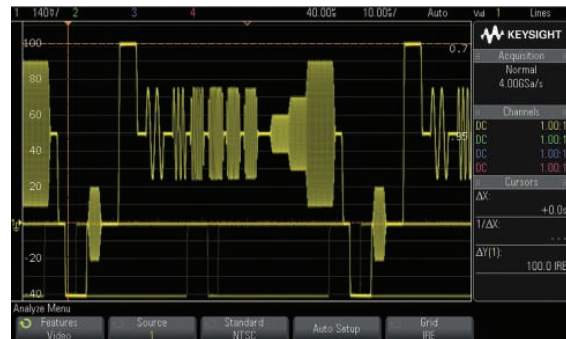 1 140♉/ 2 3 4 40.00ꜱ 10.00ꜱ/ Auto Vid 1 Lines
KEYSIGHT
Acquisition
Normal
4.00GSa/s
Channels
DC 1.00:1
DC 1.00:1
DC 1.00:1
DC 1.00:1
Cursors
ΔX:
+0.0s
1/ΔX:
---
ΔY(1):
100.0 IRE
100
0.7
80
60
.35
40
20
-20
-40
Analyze Menu
Features
Video
Source
1
Standard
NTSC
Auto Setup
Grid
IRE